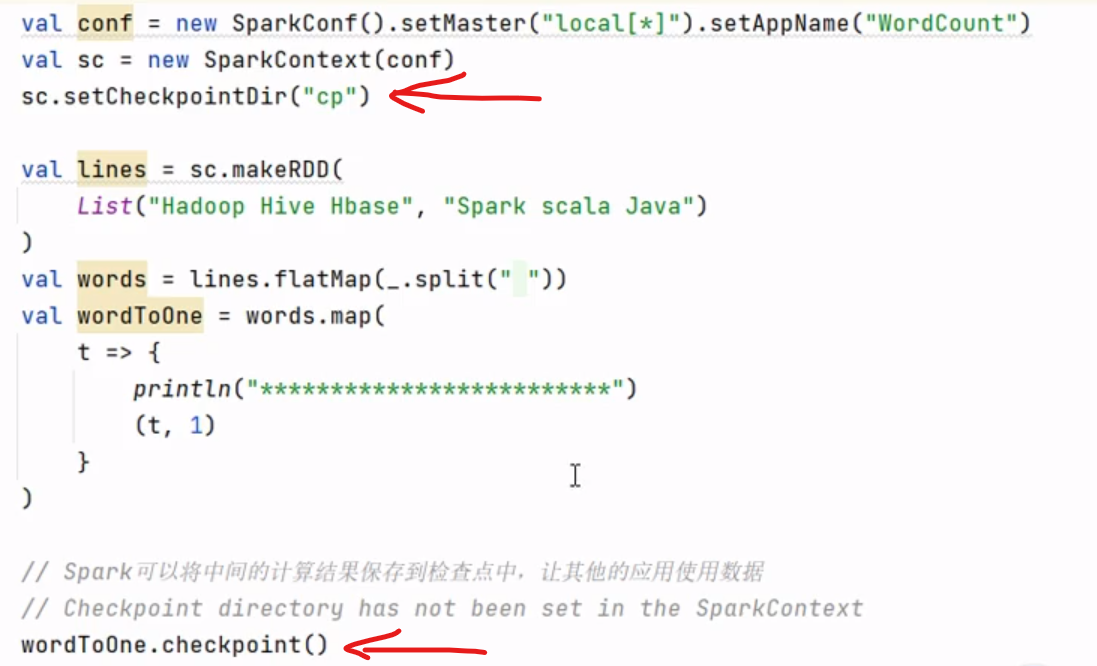 val conf = new SparkConf().setMaster("local[*]").setAppName("WordCount")
val sc = new SparkContext(conf)
sc.setCheckpointDir("cp")
val lines = sc.makeRDD(
List("Hadoop Hive Hbase", "Spark scala Java")
)
val words = lines.flatMap(_.split(" "))
val wordToOne = words.map(
t => {
println("*************************")
(t, 1)
}
)
// Spark可以将中间的计算结果保存到检查点中，让其他的应用使用数据
// Checkpoint directory has not been set in the SparkContext
wordToOne.checkpoint()